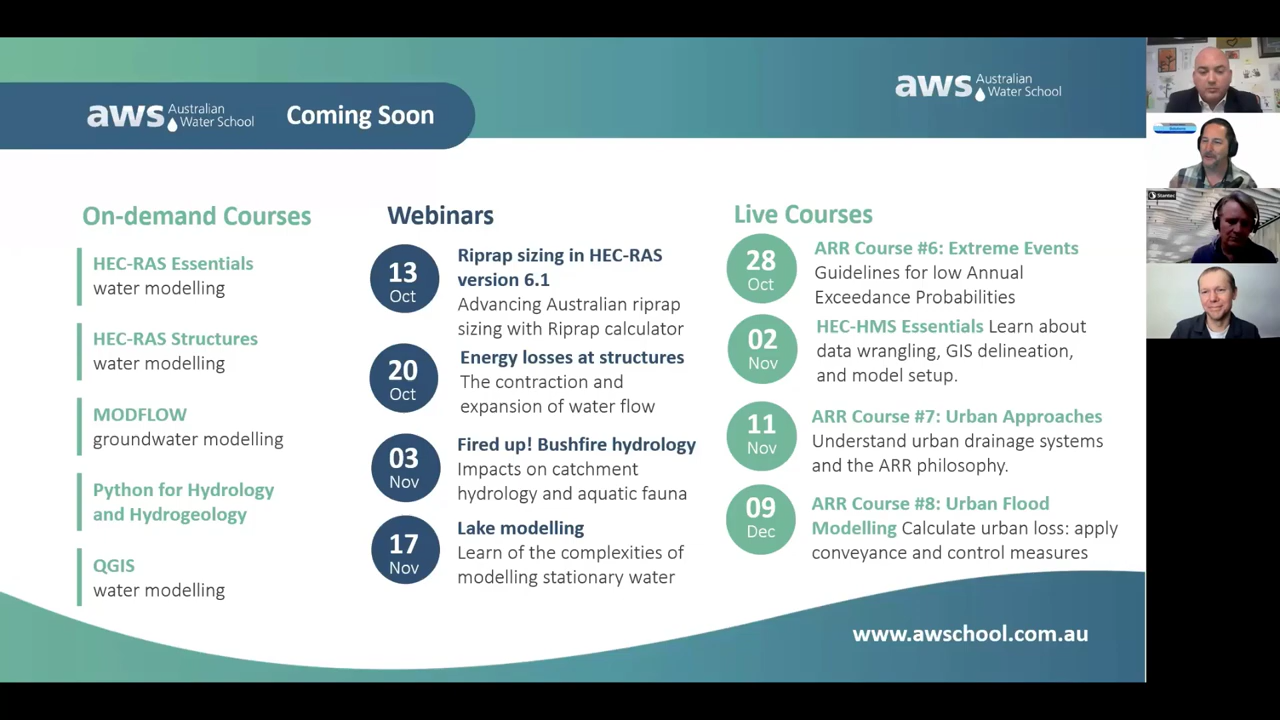 aws Australian
Water School
Coming Soon
aws Australian
Water School
On-demand Courses
HEC-RAS Essentials
water modelling
HEC-RAS Structures
water modelling
MODFLOW
groundwater modelling
Python for Hydrology
and Hydrogeology
QGIS
water modelling
Webinars
13
Oct
Riprap sizing in HEC-RAS
version 6.1
Advancing Australian riprap
sizing with Riprap calculator
20
Oct
Energy losses at structures
The contraction and
expansion of water flow
03
Nov
Fired up! Bushfire hydrology
Impacts on catchment
hydrology and aquatic fauna
17
Nov
Lake modelling
Learn of the complexities of
modelling stationary water
Live Courses
28
Oct
ARR Course #6: Extreme Events
Guidelines for low Annual
Exceedance Probabilities
02
Nov
HEC-HMS Essentials Learn about
data wrangling, GIS delineation,
and model setup.
11
Nov
ARR Course #7: Urban Approaches
Understand urban drainage systems
and the ARR philosophy.
09
Dec
ARR Course #8: Urban Flood
Modelling Calculate urban loss: apply
conveyance and control measures
www.awschool.com.au
Stantec